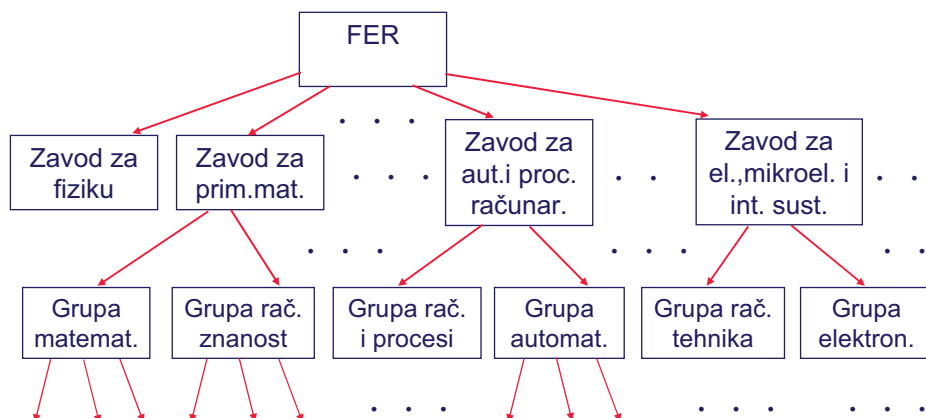 FER
Zavod za
fiziku
Zavod za
prim.mat.
Zavod za
aut.i proc.
računar.
Zavod za
el.,mikroel. i
int. sust.
Grupa
matemat.
Grupa rač.
znanost
Grupa rač.
i procesi
Grupa
automat.
Grupa rač.
tehnika
Grupa
elektron.